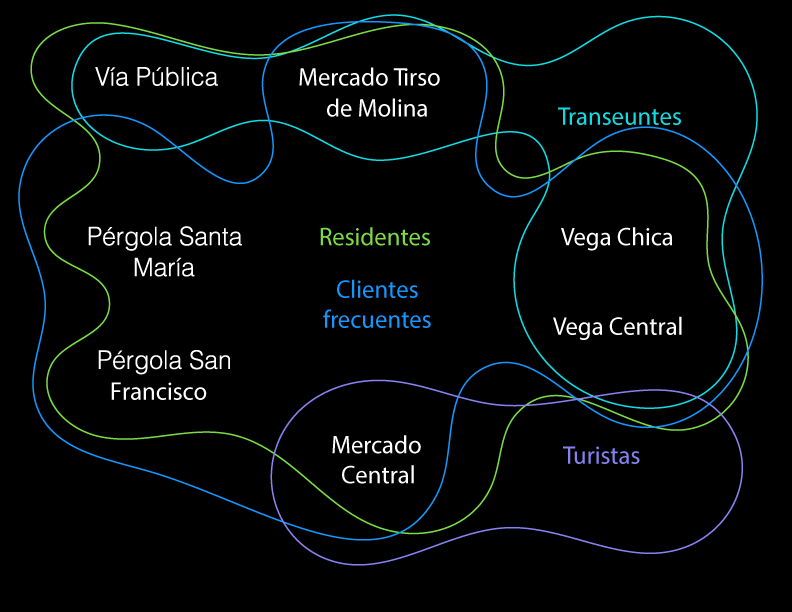 Vía Pública
Mercado Tirso
de Molina
Transeuntes
Pérgola Santa
María
Residentes
Vega Chica
Clientes
frecuentes
Vega Central
Pérgola San
Francisco
Mercado
Central
Turistas